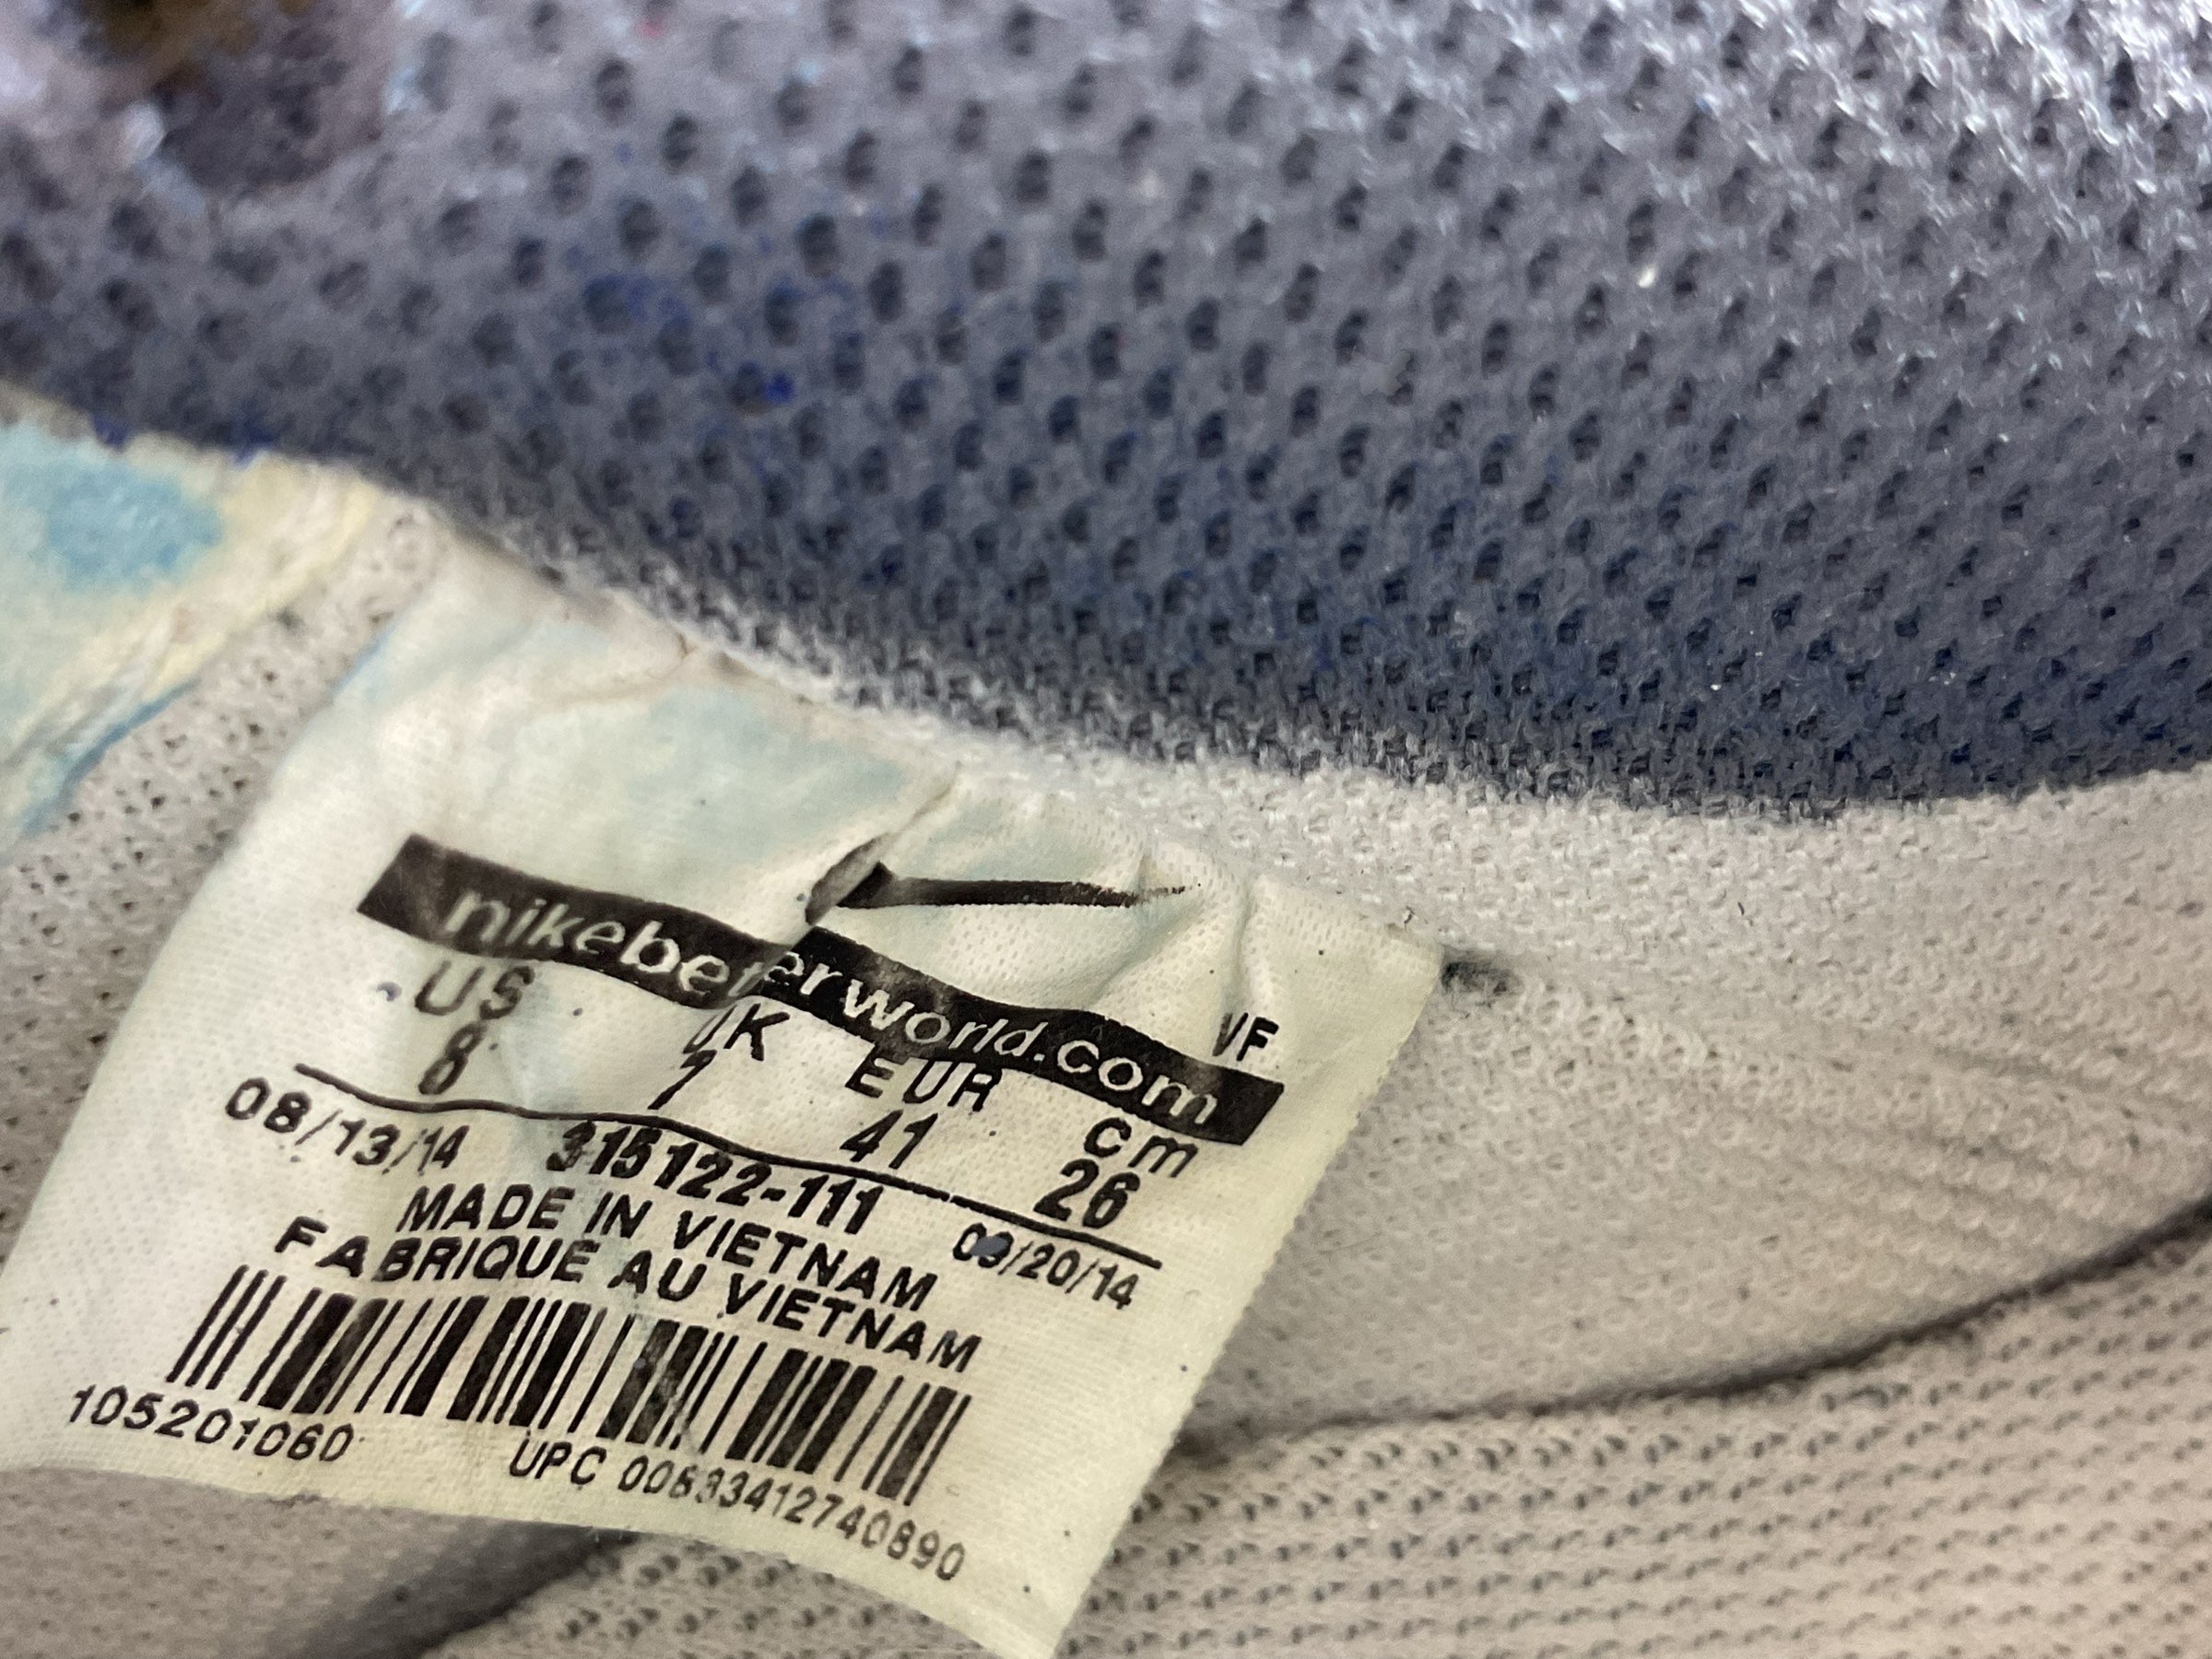 VF
nikebetterworld.com
US UK EUR cm
8 7 41 26
08/13/14 315122-111 09/20/14
MADE IN VIETNAM
FABRIQUE AU VIETNAM
105201060 UPC 00883412740890